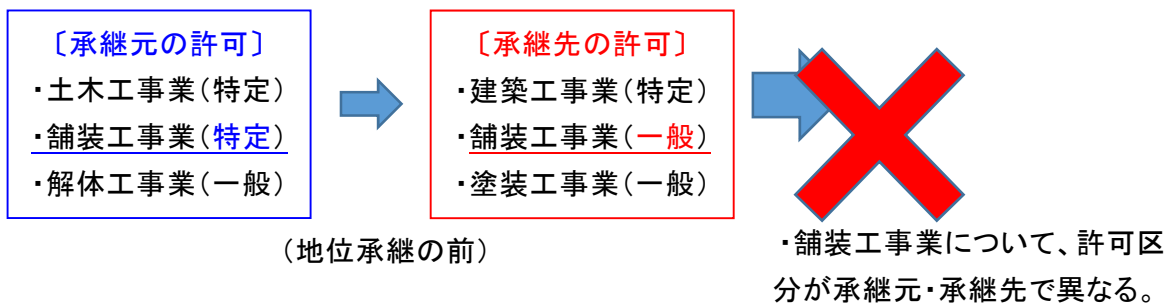 〔承継元の許可〕
・土木工事業(特定)
・舗装工事業(特定)
・解体工事業(一般)
〔承継先の許可〕
・建築工事業(特定)
・舗装工事業(一般)
・塗装工事業(一般)
(地位承継の前)
・舗装工事業について、許可区
分が承継元・承継先で異なる。